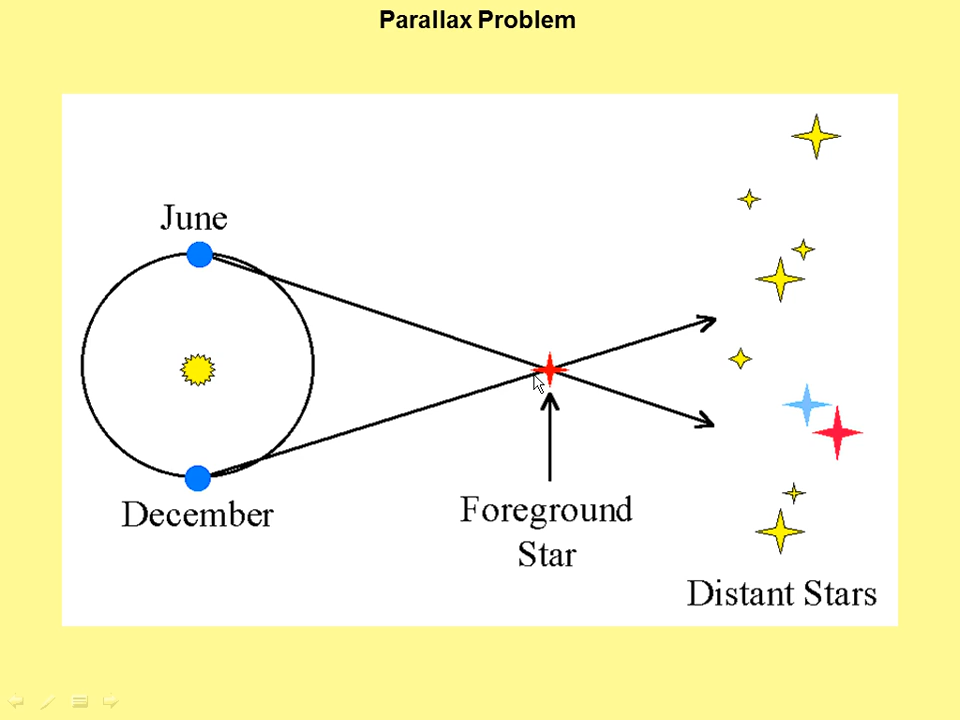 Parallax Problem
June
December
Foreground
Star
Distant Stars